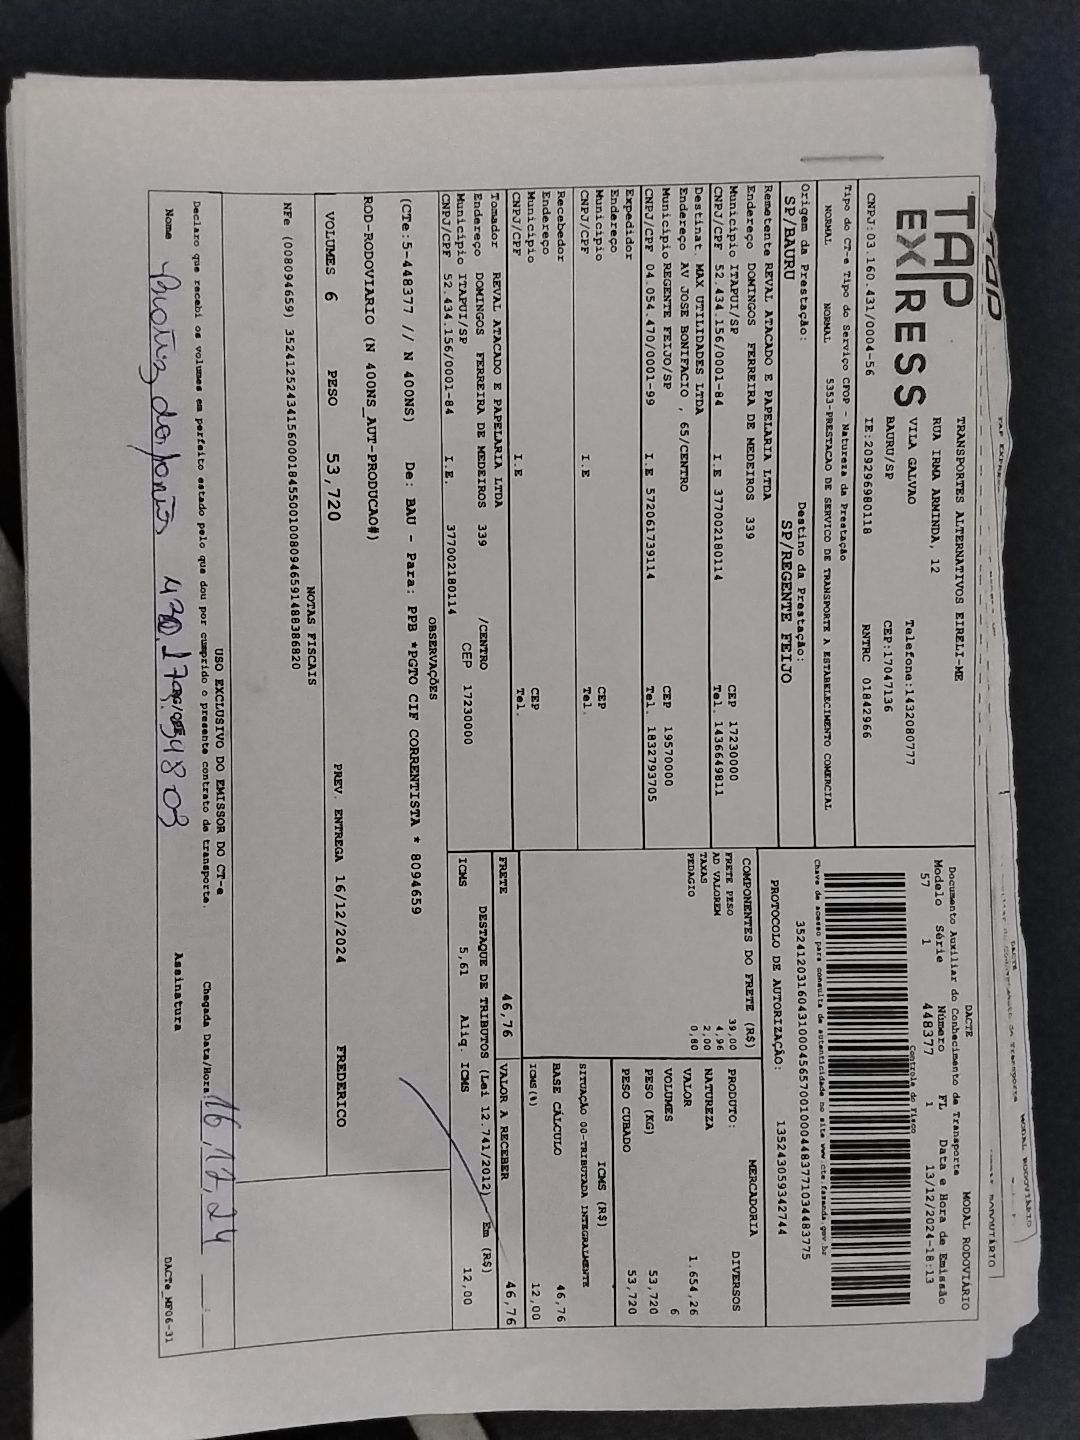 TAP EXPRESS
TRANSPORTES ALTERNATIVOS EIRELI-ME
RUA IRMA ARMINDA, 12
VILA GALVAO
Telefone:1432080777
BAURU/SP
CEP:17047136
CNPJ:03.160.431/0004-56
IE:209296980118
RNTRC 01842966
DACTE
MODAL RODOVIÁRIO
Documento Auxiliar do Conhecimento de Transporte
Modelo Série Número FL Data e Hora de Emissão
57 1 448377 1 13/12/2024-18:13
Controle do Fisco
Tipo do CT-e Tipo do Serviço CFOP - Natureza da Prestação
NORMAL NORMAL 5353-PRESTACAO DE SERVICO DE TRANSPORTE A ESTABELECIMENTO COMERCIAL
Chave de acesso para consulta de autenticidade no site www.cte.fazenda.gov.br
35241203160431000456570010004483771034483775
PROTOCOLO DE AUTORIZAÇÃO: 135243059342744
Origem da Prestação: Destino da Prestação:
SP/BAURU SP/REGENTE FEIJO
Remetente REVAL ATACADO E PAPELARIA LTDA
Endereço DOMINGOS FERREIRA DE MEDEIROS 339
Município ITAPUI/SP CEP 17230000
CNPJ/CPF 52.434.156/0001-84 I.E 377002180114 Tel. 1436649811
Destinat. MAX UTILIDADES LTDA
Endereço AV JOSE BONIFACIO , 65/CENTRO
Município REGENTE FEIJO/SP CEP 19570000
CNPJ/CPF 04.054.470/0001-99 I.E 572061739114 Tel. 1832793705
Expedidor
Endereço
Município CEP
CNPJ/CPF I.E Tel.
Recebedor
Endereço
Município CEP
CNPJ/CPF I.E Tel.
Tomador REVAL ATACADO E PAPELARIA LTDA
Endereço DOMINGOS FERREIRA DE MEDEIROS 339 /CENTRO
Município ITAPUI/SP CEP 17230000
CNPJ/CPF 52.434.156/0001-84 I.E. 377002180114
COMPONENTES DO FRETE (R$)
FRETE PESO 39,00
AD VALOREM 4,96
TAXAS 2,00
PEDAGIO 0,80
MERCADORIA
PRODUTO: DIVERSOS
NATUREZA
VALOR 1.654,26
VOLUMES 6
PESO (KG) 53,720
PESO CUBADO 53,720
ICMS (R$)
SITUAÇÃO 00-TRIBUTADA INTEGRALMENTE
BASE CÁLCULO 46,76
ICMS(%) 12,00
FRETE 46,76 VALOR A RECEBER 46,76
DESTAQUE DE TRIBUTOS (Lei 12.741/2012) Em (R$)
ICMS 5,61 Aliq. ICMS 12,00
OBSERVAÇÕES
(CTe:5-448377 // N 400NS) De: BAU - Para: PPB *PGTO CIF CORRENTISTA * 8094659
ROD-RODOVIARIO (N 400NS_AUT-PRODUCAO#)
VOLUMES 6 PESO 53,720 PREV. ENTREGA 16/12/2024 FREDERICO
NOTAS FISCAIS
NFe (008094659) 35241252434156000184550010080946591488386820
USO EXCLUSIVO DO EMISSOR DO CT-e
Declaro que recebi os volumes em perfeito estado pelo que dou por cumprido o presente contrato de transporte.
Chegada Data/Hora: 16,12,24 :
Nome RG/CPF Assinatura
DACTe_MF06-31